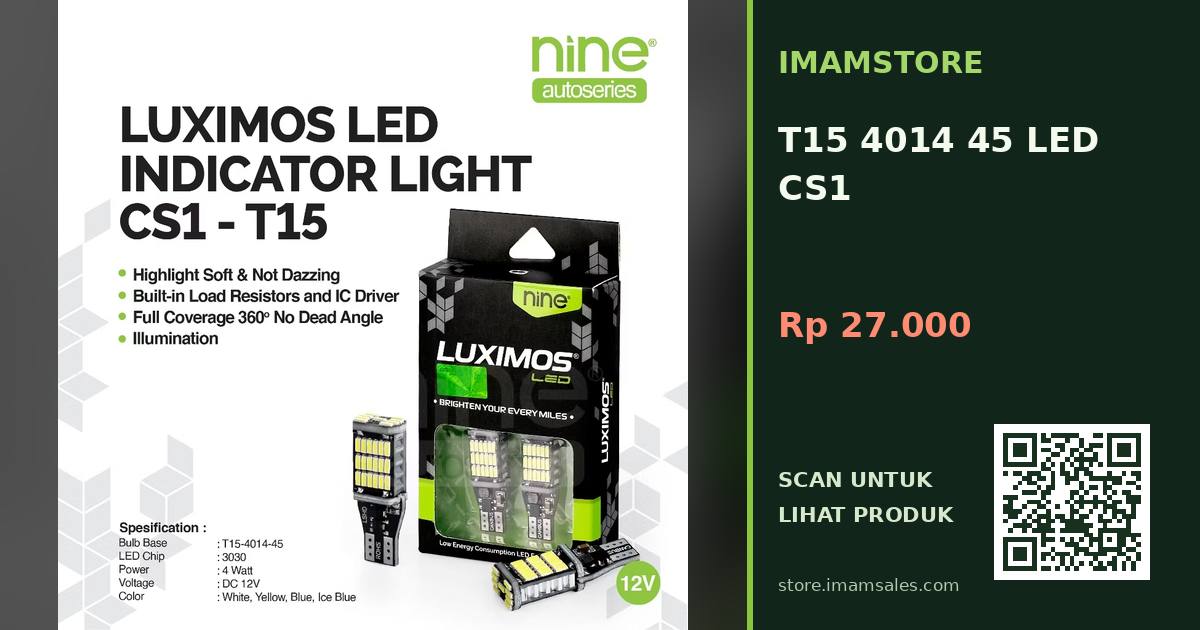 nine®
autoseries
LUXIMOS LED
INDICATOR LIGHT
CS1 - T15
Highlight Soft & Not Dazzing
Built-in Load Resistors and IC Driver
Full Coverage 360° No Dead Angle
Illumination
nine®
LUXIMOS®
LED
• BRIGHTEN YOUR EVERY MILES •
LUXIMOS®
LED
Low Energy Consumption LED
Spesification :
Bulb Base : T15-4014-45
LED Chip : 3030
Power : 4 Watt
Voltage : DC 12V
Color : White, Yellow, Blue, Ice Blue
12V
IMAMSTORE
T15 4014 45 LED
CS1
Rp 27.000
SCAN UNTUK
LIHAT PRODUK
store.imamsales.com